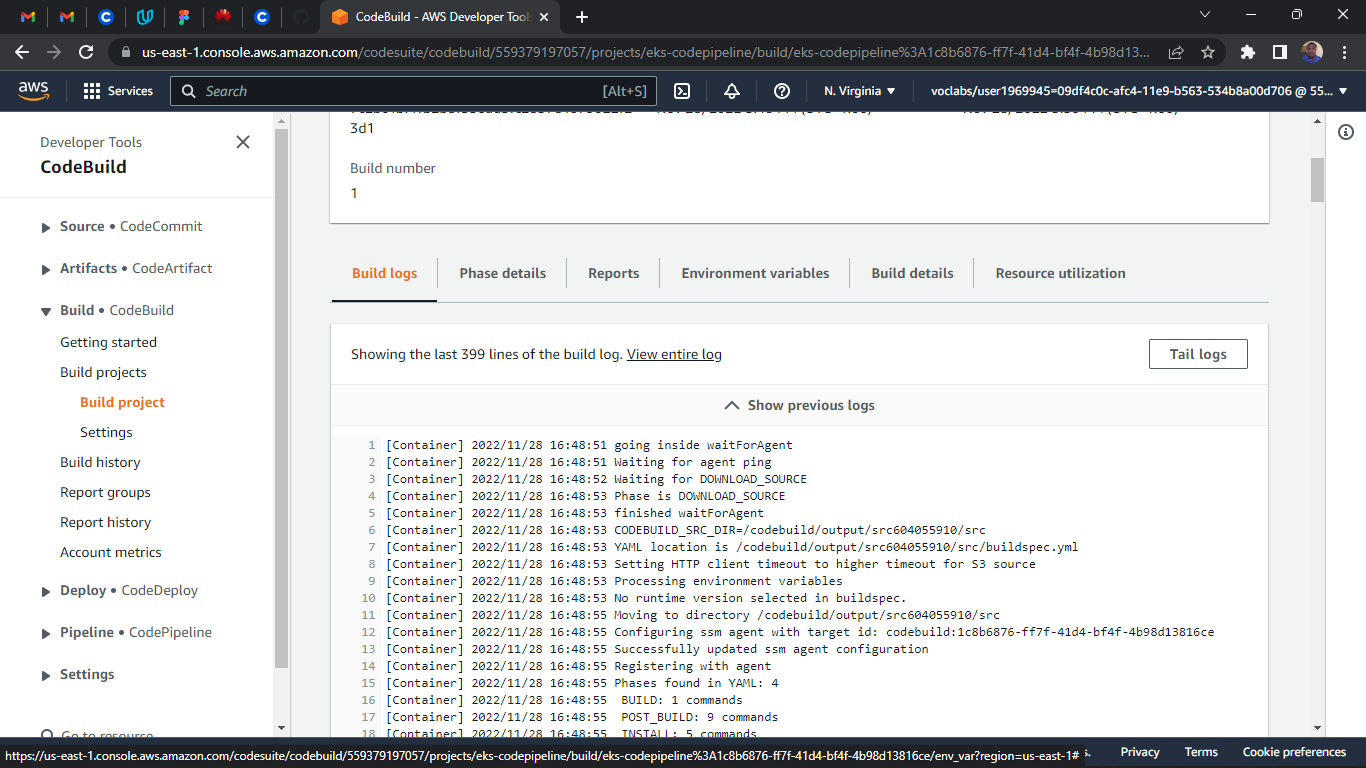 CodeBuild - AWS Developer Tool
us-east-1.console.aws.amazon.com/codesuite/codebuild/559379197057/projects/eks-codepipeline/build/eks-codepipeline%3A1c8b6876-ff7f-41d4-bf4f-4b98d13...
aws
Services
Search
[Alt+S]
N. Virginia
voclabs/user1969945=09df4c0c-afc4-11e9-b563-534b8a00d706 @ 55...
Developer Tools
CodeBuild
Source • CodeCommit
Artifacts • CodeArtifact
Build • CodeBuild
Getting started
Build projects
Build project
Settings
Build history
Report groups
Report history
Account metrics
Deploy • CodeDeploy
Pipeline • CodePipeline
Settings
Go to resource
3d1
Build number
1
Build logs
Phase details
Reports
Environment variables
Build details
Resource utilization
Showing the last 399 lines of the build log. View entire log
Tail logs
Show previous logs
1 [Container] 2022/11/28 16:48:51 going inside waitForAgent
2 [Container] 2022/11/28 16:48:51 Waiting for agent ping
3 [Container] 2022/11/28 16:48:52 Waiting for DOWNLOAD_SOURCE
4 [Container] 2022/11/28 16:48:53 Phase is DOWNLOAD_SOURCE
5 [Container] 2022/11/28 16:48:53 finished waitForAgent
6 [Container] 2022/11/28 16:48:53 CODEBUILD_SRC_DIR=/codebuild/output/src604055910/src
7 [Container] 2022/11/28 16:48:53 YAML location is /codebuild/output/src604055910/src/buildspec.yml
8 [Container] 2022/11/28 16:48:53 Setting HTTP client timeout to higher timeout for S3 source
9 [Container] 2022/11/28 16:48:53 Processing environment variables
10 [Container] 2022/11/28 16:48:53 No runtime version selected in buildspec.
11 [Container] 2022/11/28 16:48:55 Moving to directory /codebuild/output/src604055910/src
12 [Container] 2022/11/28 16:48:55 Configuring ssm agent with target id: codebuild:1c8b6876-ff7f-41d4-bf4f-4b98d13816ce
13 [Container] 2022/11/28 16:48:55 Successfully updated ssm agent configuration
14 [Container] 2022/11/28 16:48:55 Registering with agent
15 [Container] 2022/11/28 16:48:55 Phases found in YAML: 4
16 [Container] 2022/11/28 16:48:55 BUILD: 1 commands
17 [Container] 2022/11/28 16:48:55 POST_BUILD: 9 commands
18 [Container] 2022/11/28 16:48:55 INSTALL: 5 commands
https://us-east-1.console.aws.amazon.com/codesuite/codebuild/559379197057/projects/eks-codepipeline/build/eks-codepipeline%3A1c8b6876-ff7f-41d4-bf4f-4b98d13816ce/env_var?region=us-east-1#
s.
Privacy
Terms
Cookie preferences